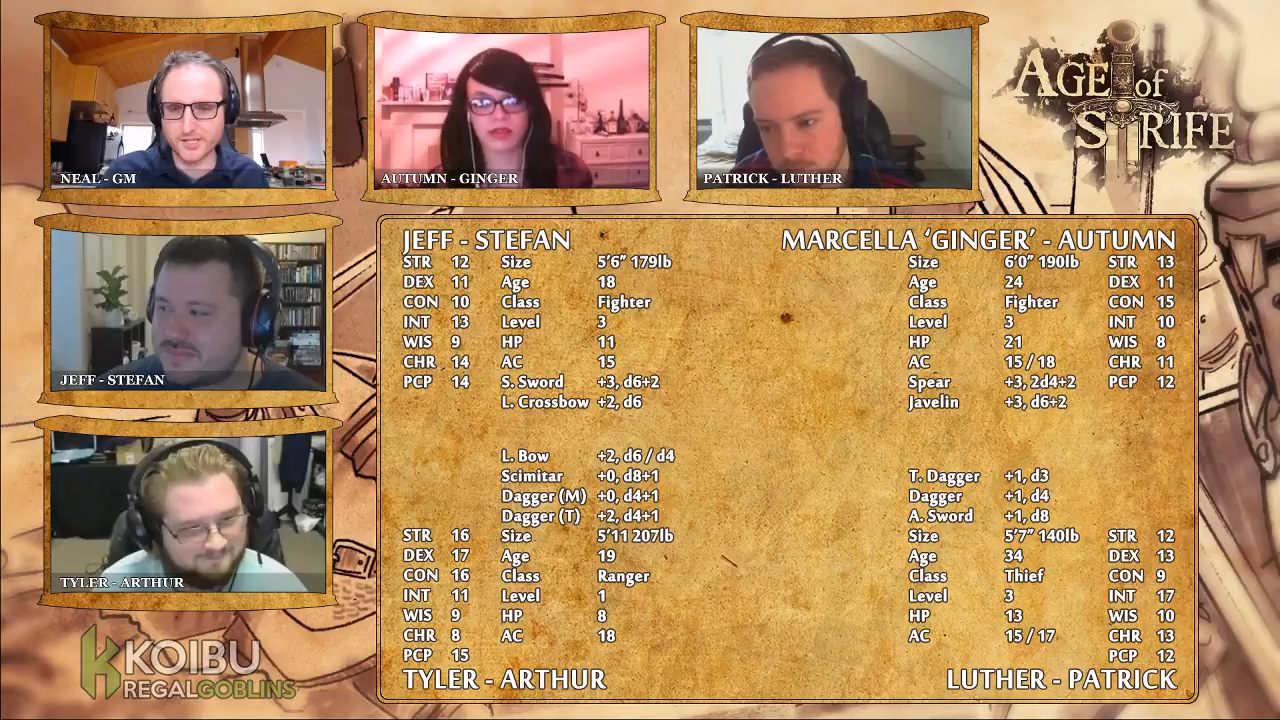 NEAL - GM
AUTUMN - GINGER
PATRICK - LUTHER
AGE of
STRIFE
JEFF - STEFAN
TYLER - ARTHUR
KOIBU
REGALGOBLINS
JEFF - STEFAN
STR 12 Size 5'6" 179lb
DEX 11 Age 18
CON 10 Class Fighter
INT 13 Level 3
WIS 9 HP 11
CHR 14 AC 15
PCP 14 S. Sword +3, d6+2
L. Crossbow +2, d6
MARCELLA 'GINGER' - AUTUMN
Size 6'0" 190lb STR 13
Age 24 DEX 11
Class Fighter CON 15
Level 3 INT 10
HP 21 WIS 8
AC 15 / 18 CHR 11
Spear +3, 2d4+2 PCP 12
Javelin +3, d6+2
L. Bow +2, d6 / d4
Scimitar +0, d8+1
Dagger (M) +0, d4+1
Dagger (T) +2, d4+1
STR 16 Size 5'11 207lb
DEX 17 Age 19
CON 16 Class Ranger
INT 11 Level 1
WIS 9 HP 8
CHR 8 AC 18
PCP 15
TYLER - ARTHUR
T. Dagger +1, d3
Dagger +1, d4
A. Sword +1, d8
Size 5'7" 140lb STR 12
Age 34 DEX 13
Class Thief CON 9
Level 3 INT 17
HP 13 WIS 10
AC 15 / 17 CHR 13
PCP 12
LUTHER - PATRICK